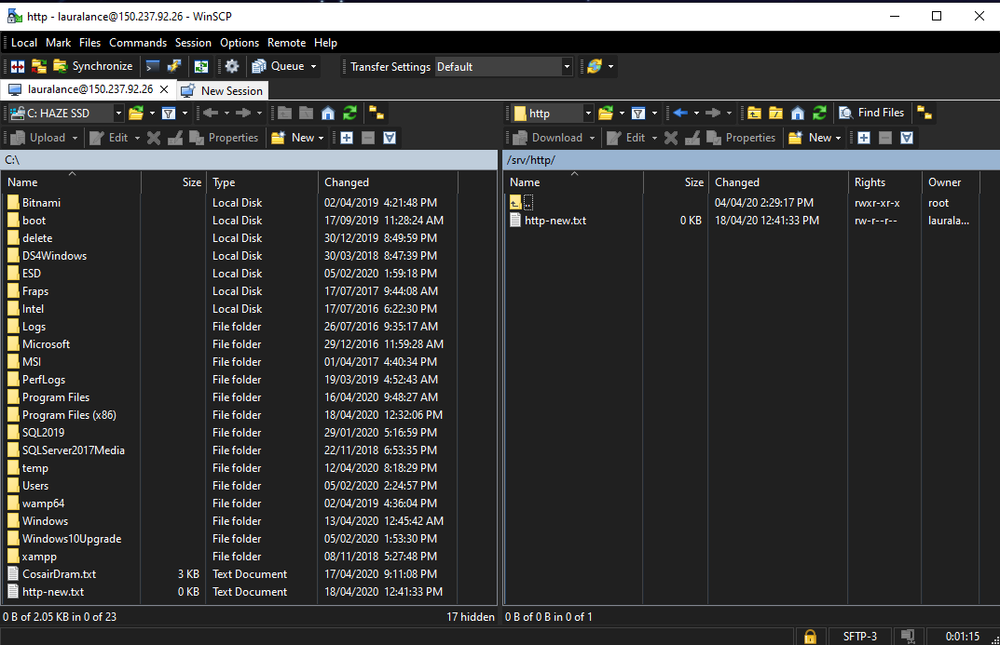 http - lauralance@150.237.92.26 - WinSCP
Local Mark Files Commands Session Options Remote Help
Synchronize Queue Transfer Settings Default
lauralance@150.237.92.26 New Session
C: HAZE SSD
Upload Edit Properties New
C:\
Name Size Type Changed
Bitnami Local Disk 02/04/2019 4:21:48 PM
boot Local Disk 17/09/2019 11:28:24 AM
delete Local Disk 30/12/2019 8:49:59 PM
DS4Windows Local Disk 30/03/2018 8:47:39 PM
ESD Local Disk 05/02/2020 1:59:18 PM
Fraps Local Disk 17/07/2017 9:44:08 AM
Intel Local Disk 17/07/2016 6:22:30 PM
Logs File folder 26/07/2016 9:35:17 AM
Microsoft File folder 29/12/2016 11:59:28 AM
MSI File folder 01/04/2017 4:40:34 PM
PerfLogs File folder 19/03/2019 4:52:43 AM
Program Files File folder 16/04/2020 9:48:27 AM
Program Files (x86) File folder 18/04/2020 12:32:06 PM
SQL2019 File folder 29/01/2020 5:16:59 PM
SQLServer2017Media File folder 22/11/2018 6:53:35 PM
temp File folder 12/04/2020 8:18:29 PM
Users File folder 05/02/2020 2:24:57 PM
wamp64 File folder 02/04/2019 4:36:04 PM
Windows File folder 13/04/2020 12:45:42 AM
Windows10Upgrade File folder 05/02/2020 1:53:30 PM
xampp File folder 08/11/2018 5:27:48 PM
CosairDram.txt 3 KB Text Document 17/04/2020 9:11:08 PM
http-new.txt 0 KB Text Document 18/04/2020 12:41:33 PM
0 B of 2.05 KB in 0 of 23 17 hidden
http Find Files
Download Edit Properties New
/srv/http/
Name Size Changed Rights Owner
.. 04/04/20 2:29:17 PM rwxr-xr-x root
http-new.txt 0 KB 18/04/20 12:41:33 PM rw-r--r-- laurala...
0 B of 0 B in 0 of 1
SFTP-3 0:01:15